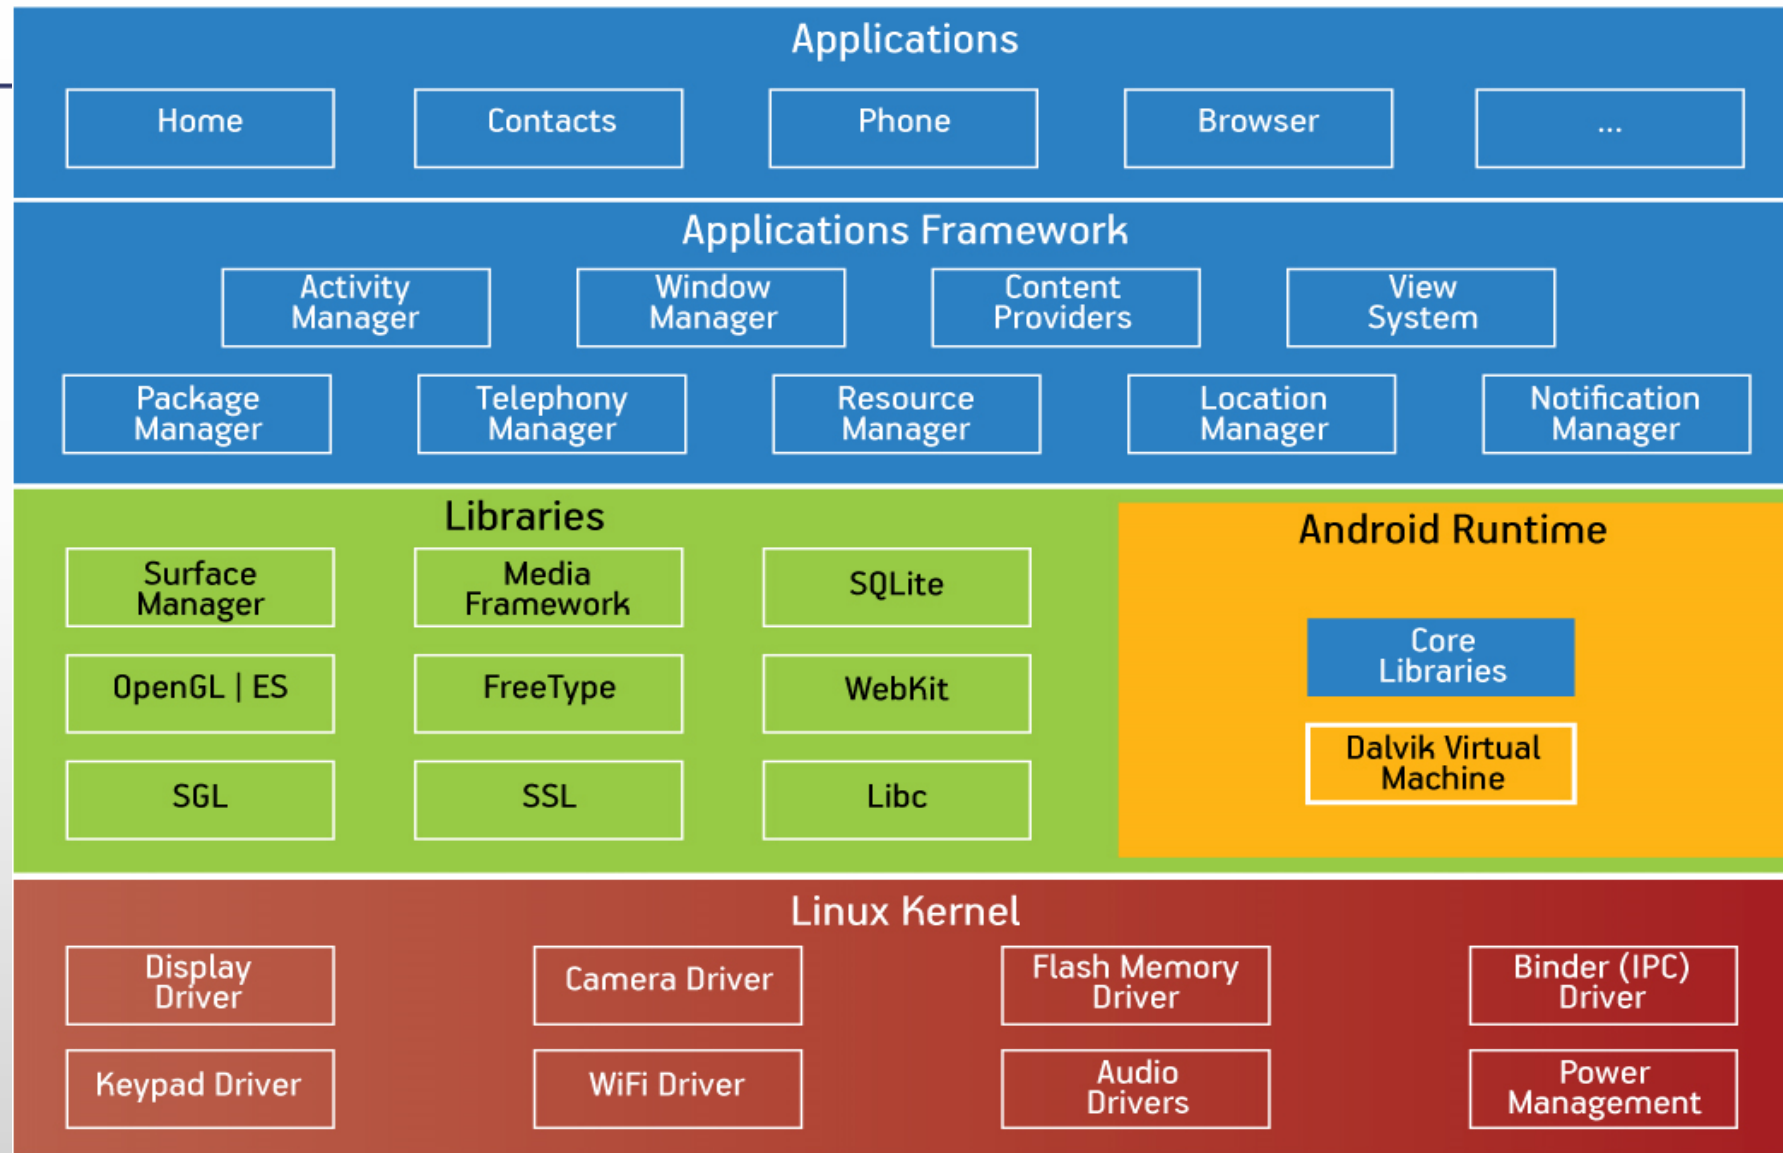 Applications
Home
Contacts
Phone
Browser
...
Applications Framework
Activity
Manager
Window
Manager
Content
Providers
View
System
Package
Manager
Telephony
Manager
Resource
Manager
Location
Manager
Notification
Manager
Libraries
Surface
Manager
Media
Framework
SQLite
OpenGL | ES
FreeType
WebKit
SGL
SSL
Libc
Android Runtime
Core
Libraries
Dalvik Virtual
Machine
Linux Kernel
Display
Driver
Camera Driver
Flash Memory
Driver
Binder (IPC)
Driver
Keypad Driver
WiFi Driver
Audio
Drivers
Power
Management